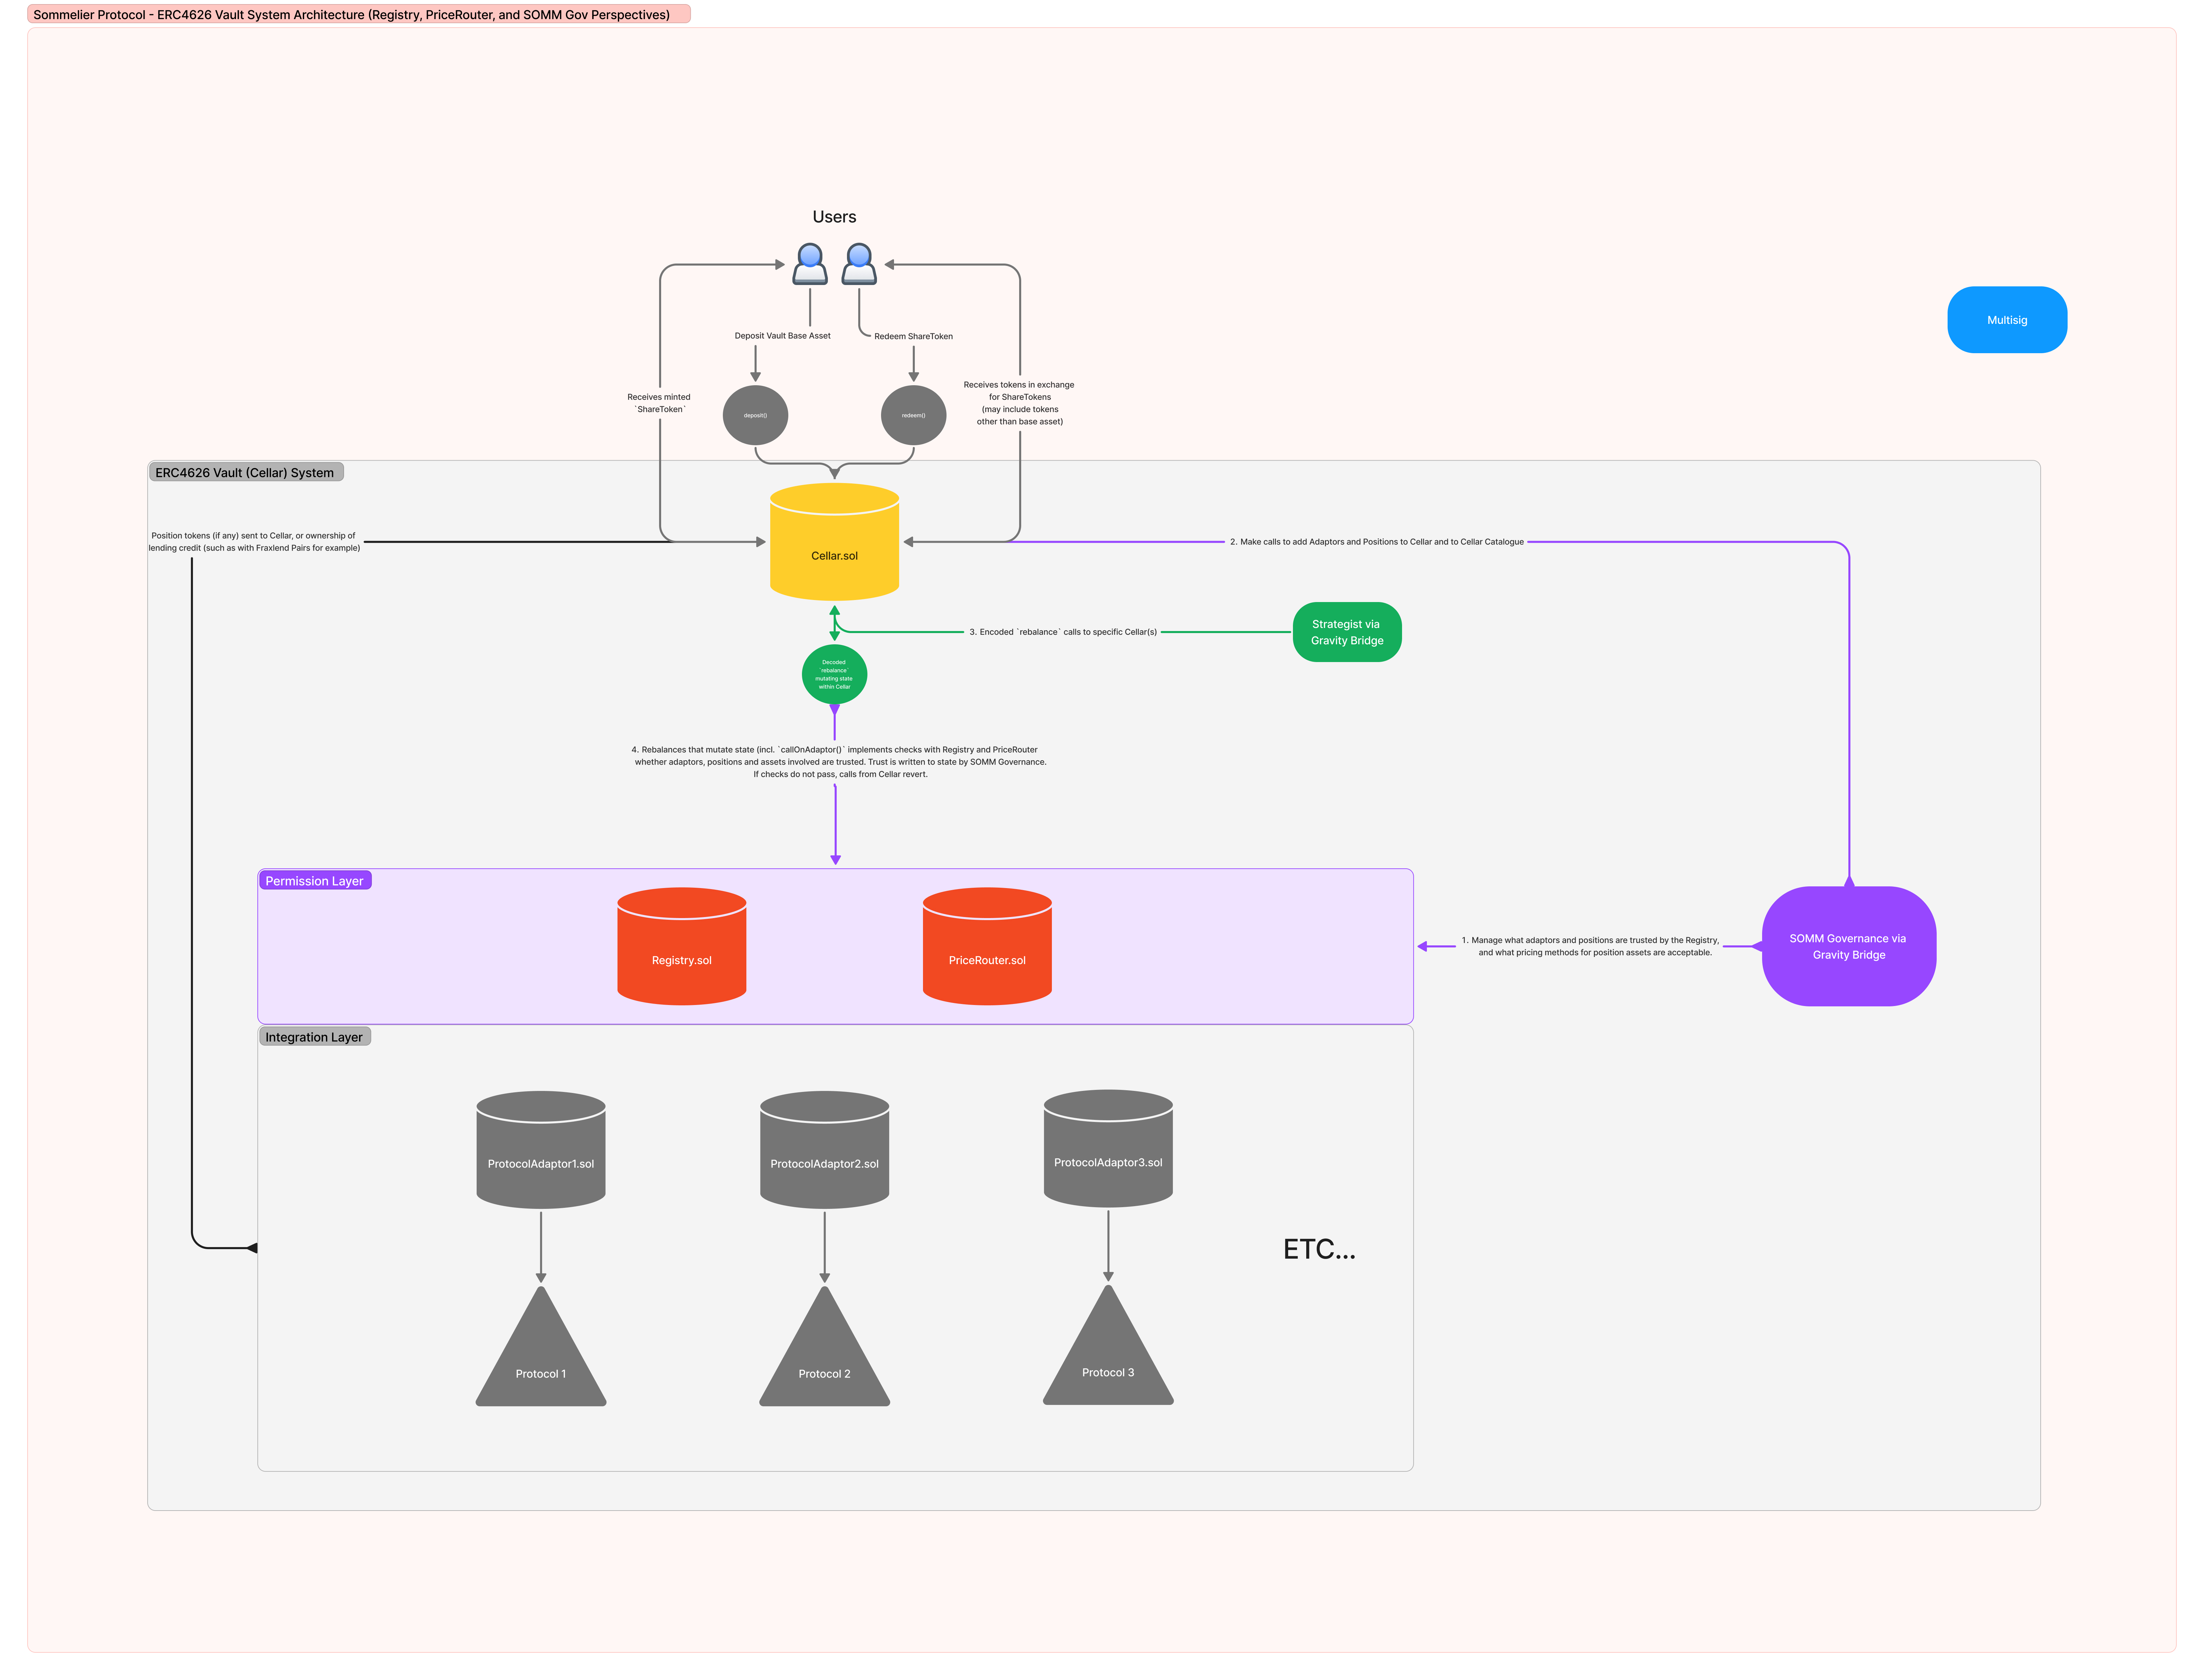 Sommelier Protocol - ERC4626 Vault System Architecture (Registry, PriceRouter, and SOMM Gov Perspectives)
Users
Multisig
Deposit Vault Base Asset
Redeem ShareToken
Receives minted
`ShareToken`
deposit()
redeem()
Receives tokens in exchange
for ShareTokens
(may include tokens
other than base asset)
ERC4626 Vault (Cellar) System
Position tokens (if any) sent to Cellar, or ownership of
lending credit (such as with Fraxlend Pairs for example)
Cellar.sol
2. Make calls to add Adaptors and Positions to Cellar and to Cellar Catalogue
3. Encoded `rebalance` calls to specific Cellar(s)
Strategist via
Gravity Bridge
Decoded
`rebalance`
mutating state
within Cellar
4. Rebalances that mutate state (incl. `callOnAdaptor()` implements checks with Registry and PriceRouter
whether adaptors, positions and assets involved are trusted. Trust is written to state by SOMM Governance.
If checks do not pass, calls from Cellar revert.
Permission Layer
Registry.sol
PriceRouter.sol
1. Manage what adaptors and positions are trusted by the Registry,
and what pricing methods for position assets are acceptable.
SOMM Governance via
Gravity Bridge
Integration Layer
ProtocolAdaptor1.sol
ProtocolAdaptor2.sol
ProtocolAdaptor3.sol
ETC...
Protocol 1
Protocol 2
Protocol 3